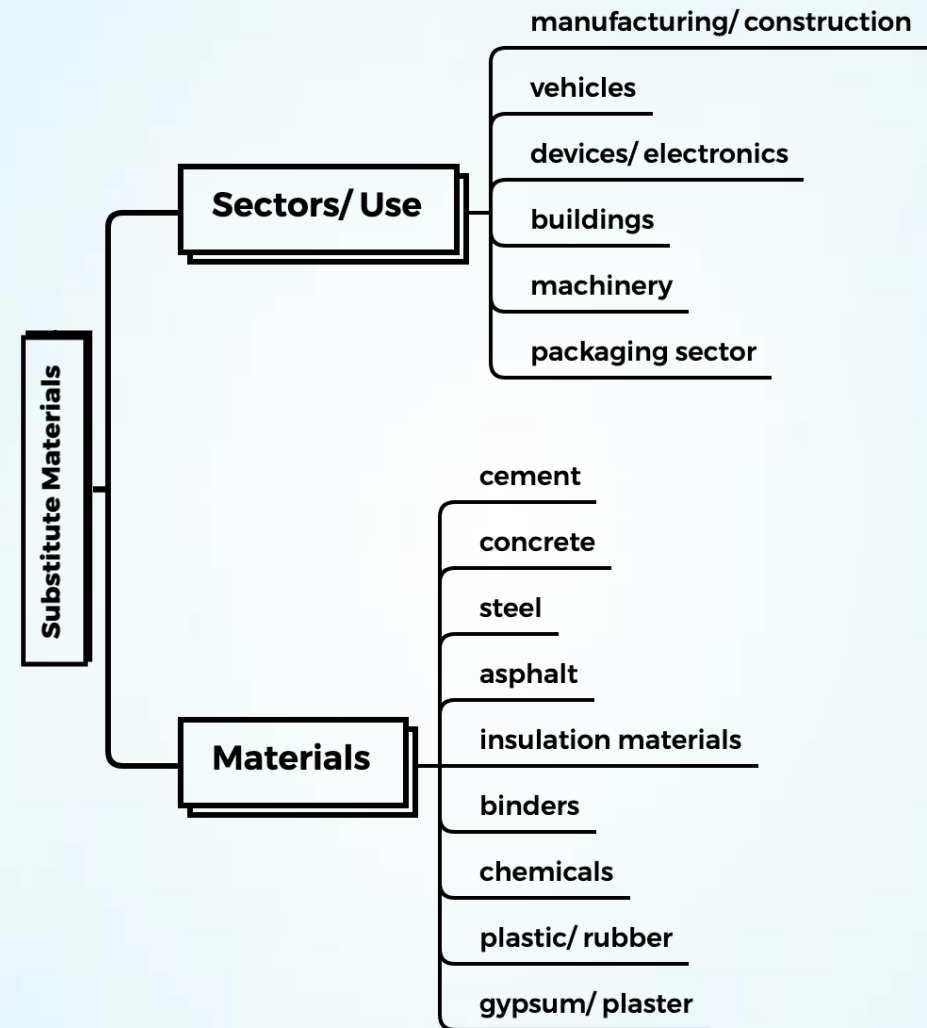 Substitute Materials
Sectors/ Use
manufacturing/ construction
vehicles
devices/ electronics
buildings
machinery
packaging sector
Materials
cement
concrete
steel
asphalt
insulation materials
binders
chemicals
plastic/ rubber
gypsum/ plaster